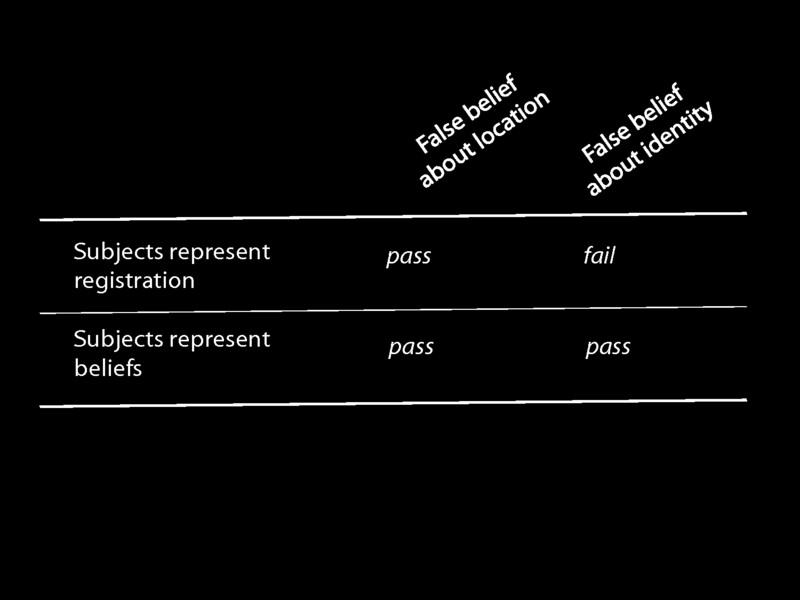 False belief
about location
False belief
about identity
Subjects represent
registration
pass
fail
Subjects represent
beliefs
pass
pass